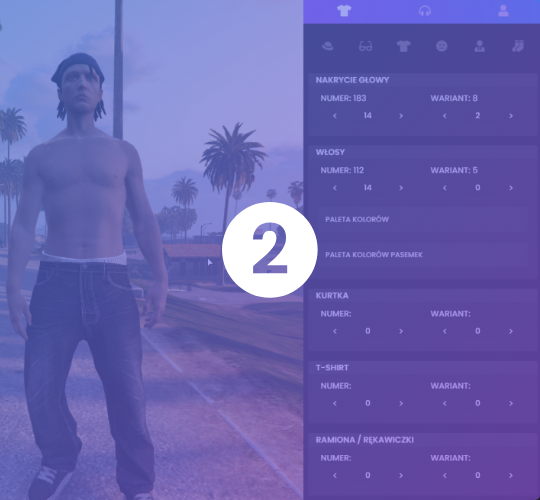 NAKRYCIE GŁOWY
NUMER: 183 WARIANT: 8
< 14 > < 2 >
WŁOSY
NUMER: 112 WARIANT: 5
< 14 > < 0 >
2
PALETA KOLORÓW
PALETA KOLORÓW PASEMEK
KURTKA
NUMER: WARIANT:
< 0 > < 0 >
T-SHIRT
NUMER: WARIANT:
< 0 > < 0 >
RAMIONA / RĘKAWICZKI
NUMER: WARIANT:
< 0 > < 0 >